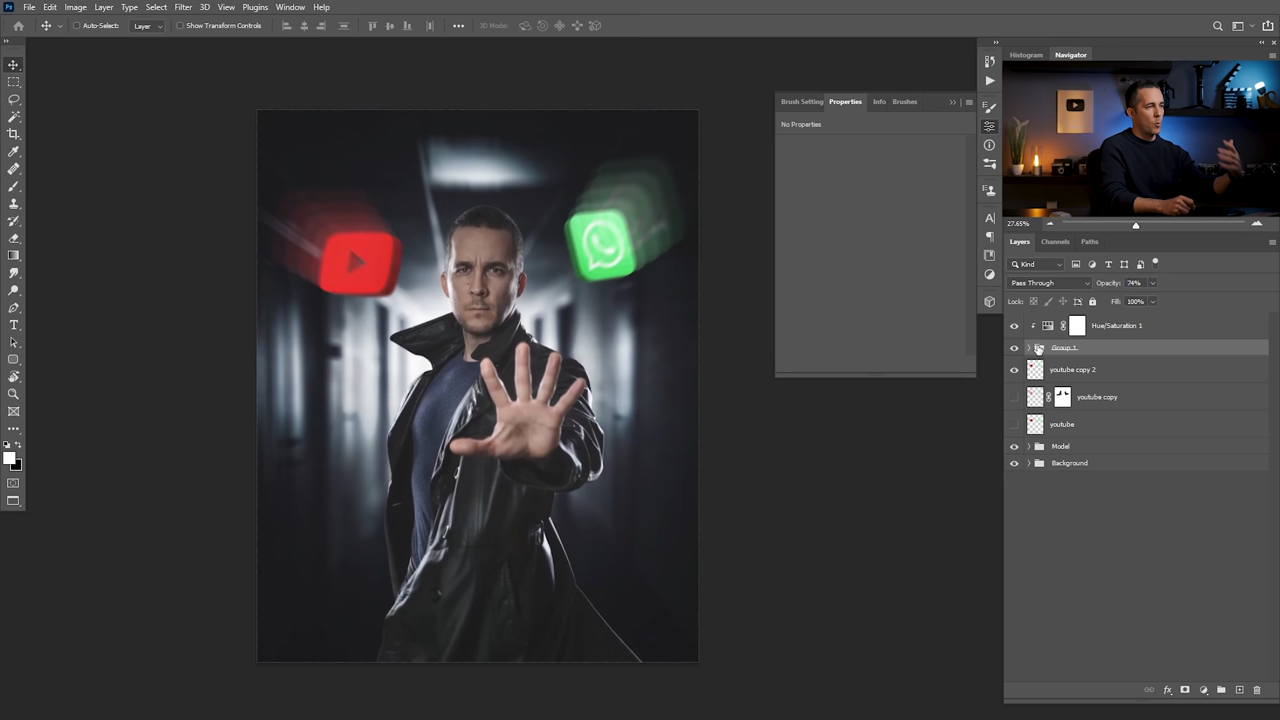 Ps File Edit Image Layer Type Select Filter 3D View Plugins Window Help
Auto-Select: Layer Show Transform Controls 3D Mode:
Histogram Navigator
Brush Setting Properties Info Brushes
No Properties
27.65%
Layers Channels Paths
Kind
Pass Through Opacity: 74%
Lock: Fill: 100%
Hue/Saturation 1
Group 1
youtube copy 2
youtube copy
youtube
Model
Background